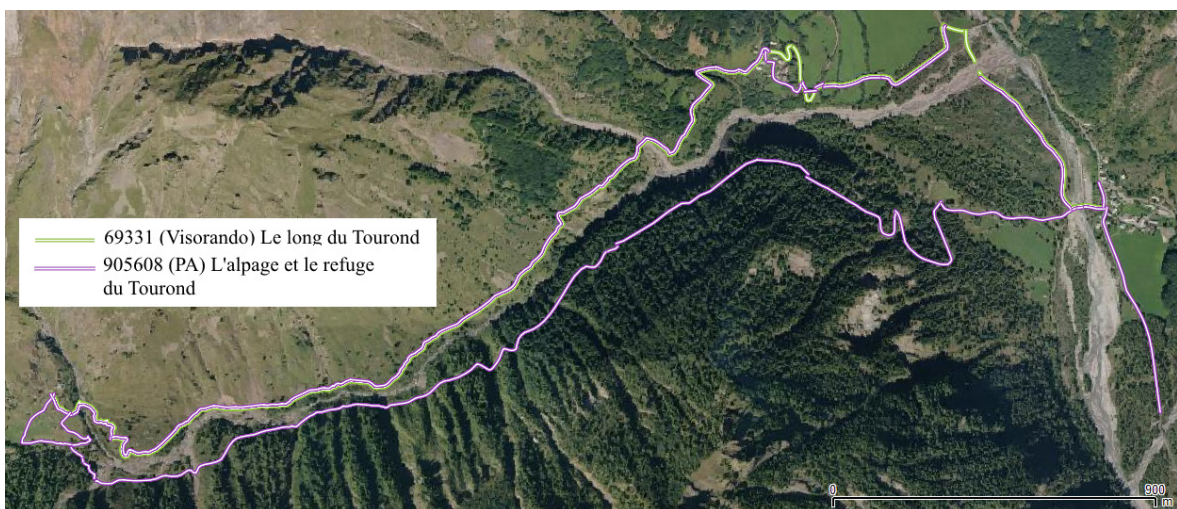 69331 (Visorando) Le long du Tourond
905608 (PA) L'alpage et le refuge
du Tourond
0
900
m